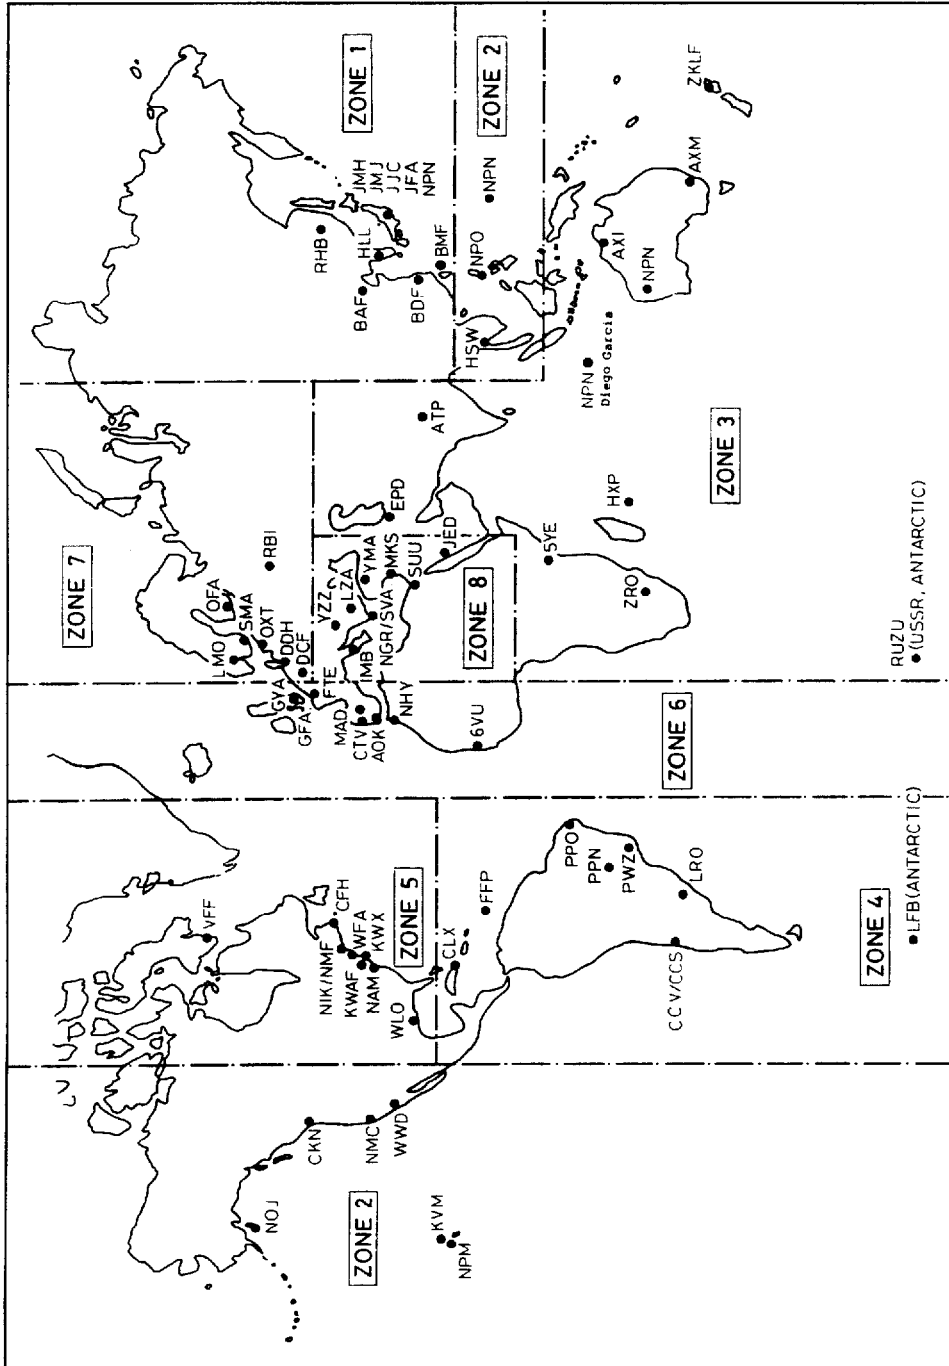 ZONE 1
ZONE 2
ZKLF
JMH
JMJ
JJC
JFA
NPN
RHB
HLL
BAF
BDF
BMF
NPO
NPN
HSW
AXM
AXI
NPN
NPN
Diego Garcia
ATP
ZONE 3
ZONE 7
RBI
EPD
HXP
OFA
SMA
OXT
LMO
DDH
DCF
YZZ
LZA
YMA
MKS
SUU
JED
5YE
ZRO
ZONE 8
NGR/SVA
IMB
FTE
GYA
GFA
MAD
CTV
AOK
NHY
6VU
RUZU
(USSR, ANTARCTIC)
ZONE 6
VFF
CFH
NIK/NMF
WFA
KWAF
KWX
NAM
ZONE 5
WLO
CLX
FFP
PPO
PPN
PWZ
LRO
CCV/CCS
ZONE 4
LFB(ANTARCTIC)
NOJ
CKN
NMC
WWD
ZONE 2
KVM
NPM